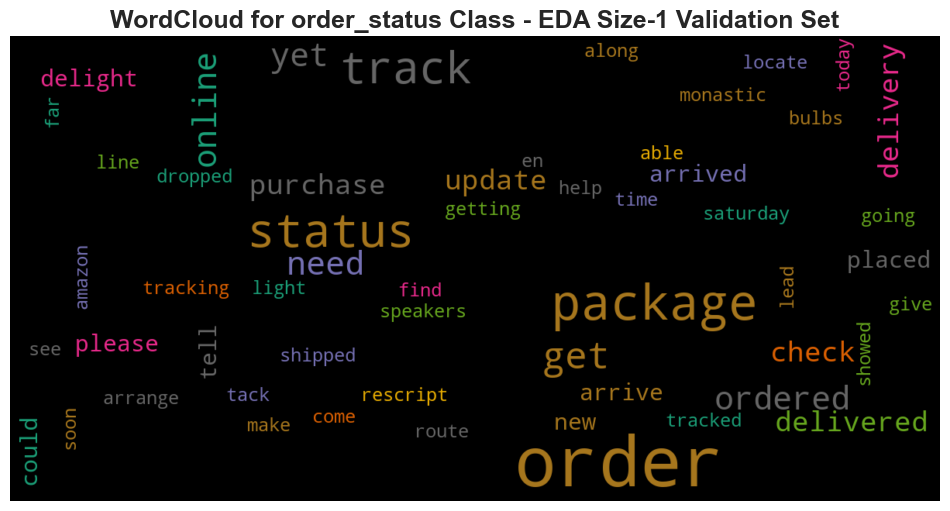 WordCloud for order_status Class - EDA Size-1 Validation Set
delight
far
online
yet
track
along
locate
today
delivery
monastic
bulbs
line
dropped
purchase
en
update
help
able
arrived
time
getting
saturday
going
status
need
amazon
tracking
light
find
speakers
package
lead
placed
give
see
please
tell
shipped
get
check
showed
arrange
tack
rescript
arrive
ordered
could
soon
make
come
route
new
tracked
delivered
order